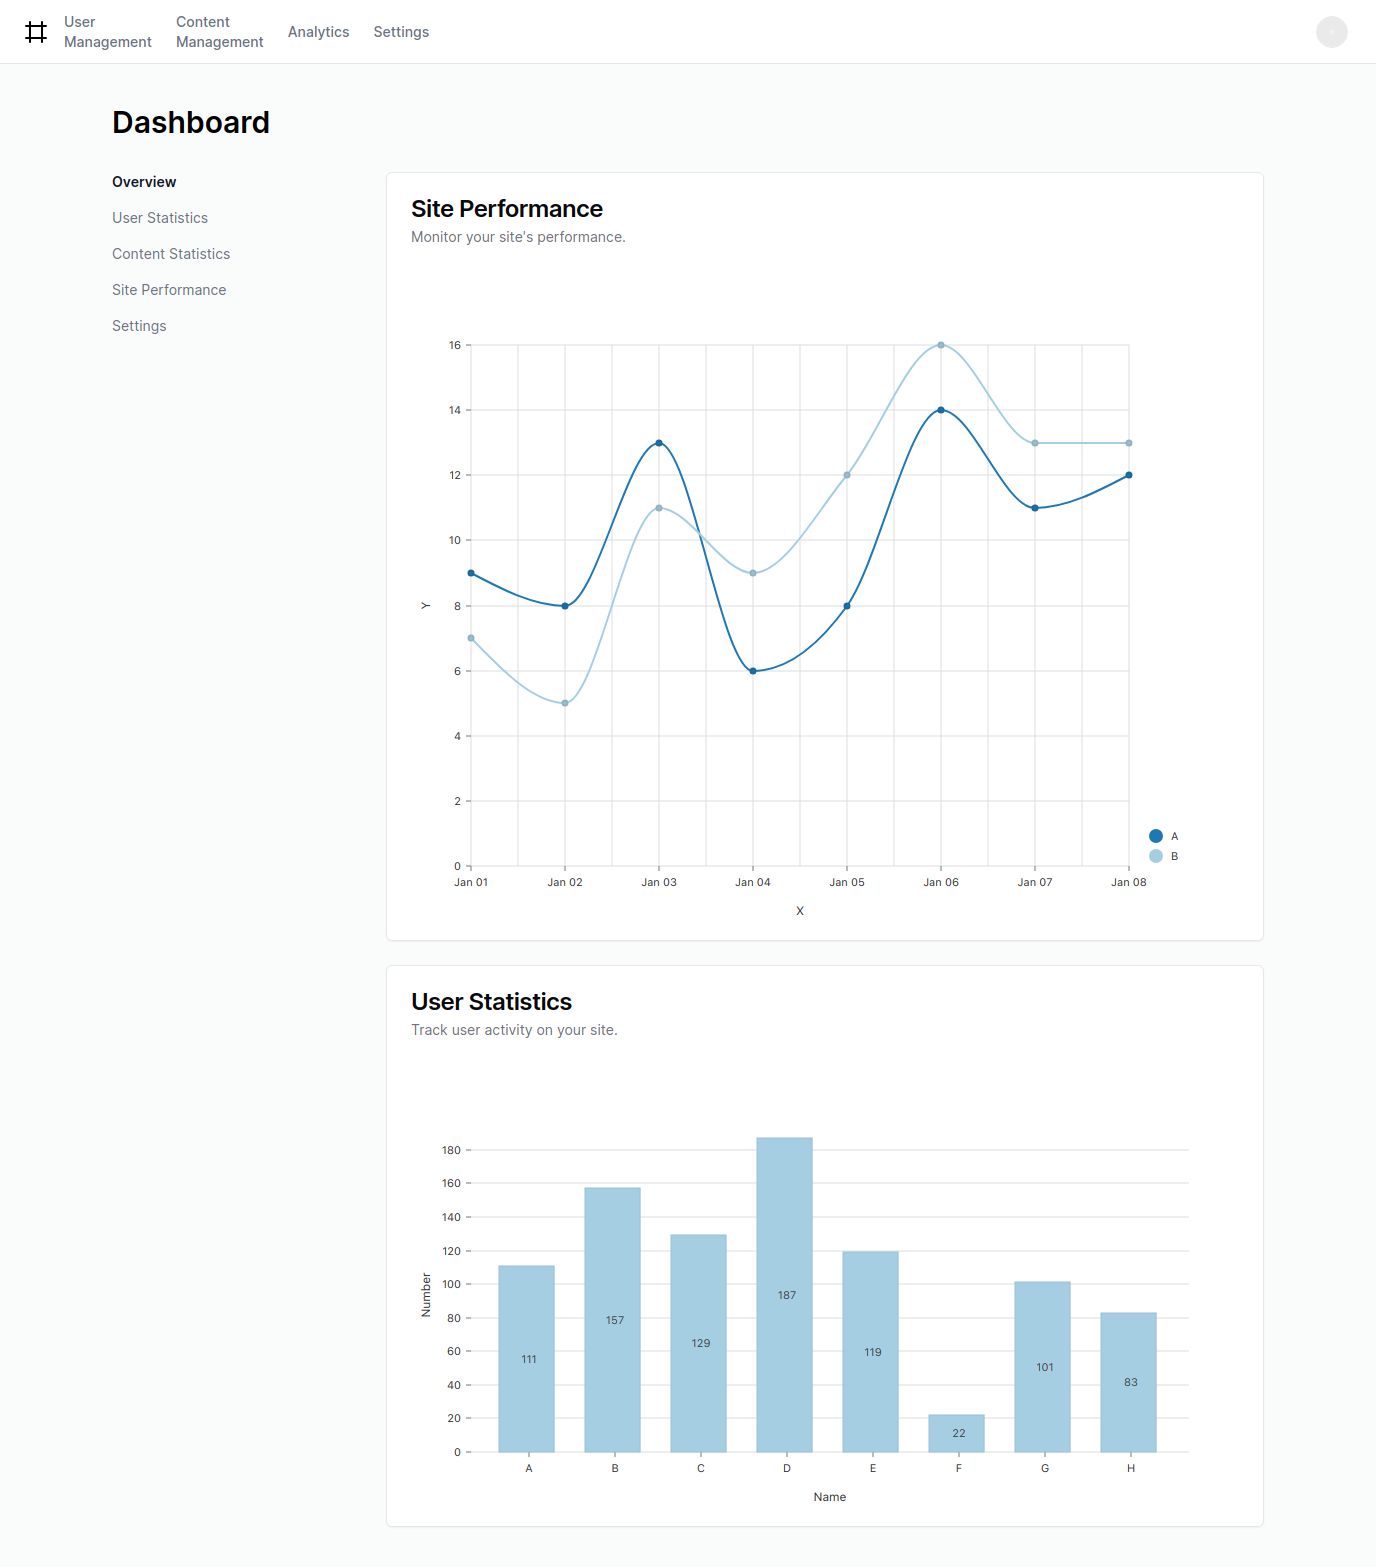 User
Management
Content
Management
Analytics
Settings
Dashboard
Overview
User Statistics
Content Statistics
Site Performance
Settings
Site Performance
Monitor your site's performance.
16
14
12
10
8
6
4
2
0
Y
Jan 01 Jan 02 Jan 03 Jan 04 Jan 05 Jan 06 Jan 07 Jan 08
X
A
B
User Statistics
Track user activity on your site.
180
160
140
120
100
80
60
40
20
0
Number
111
157
129
187
119
22
101
83
A B C D E F G H
Name